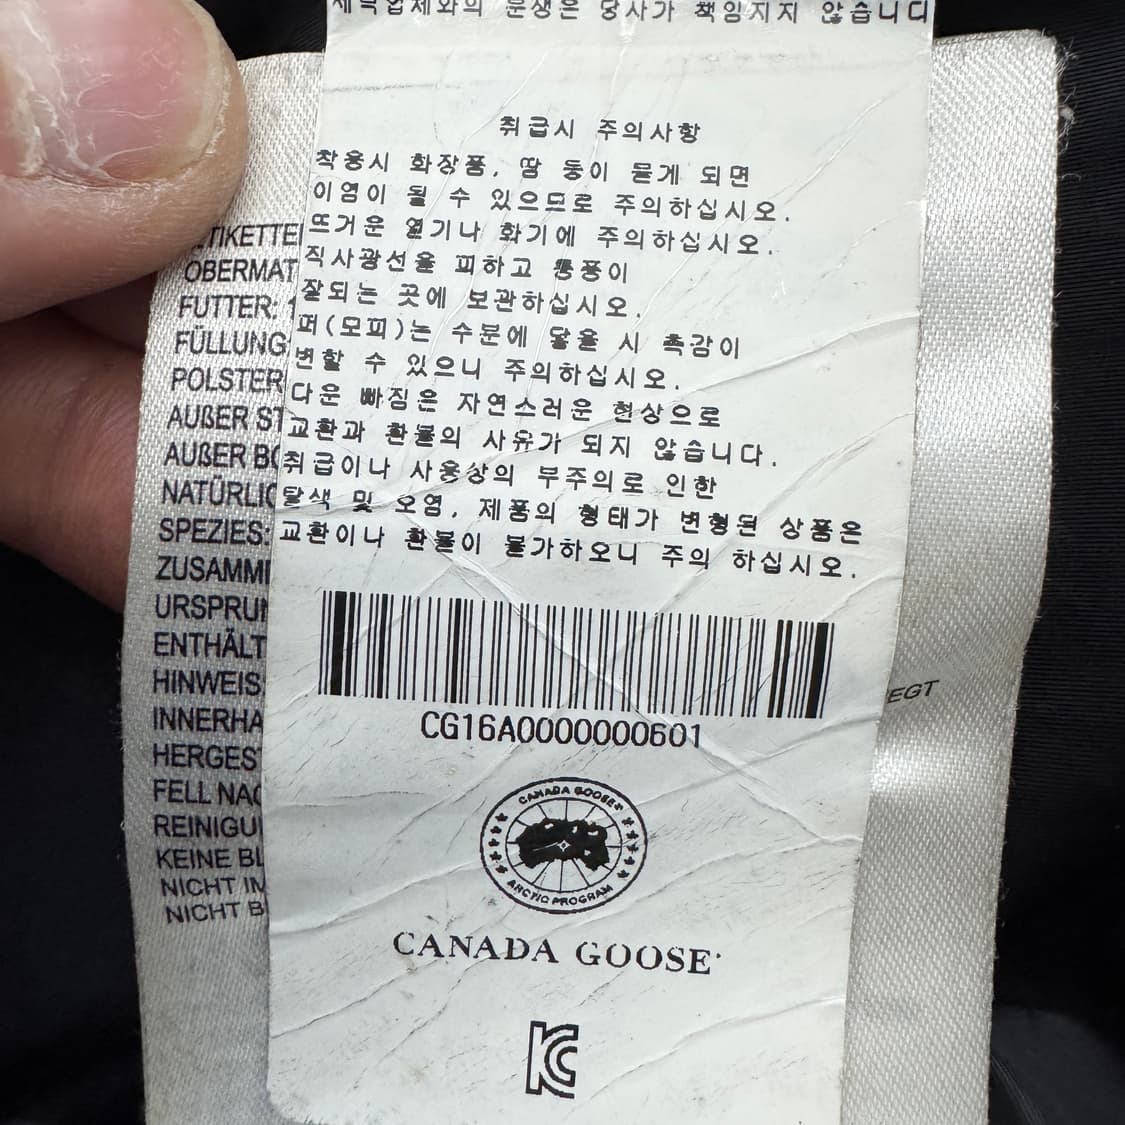 세탁업체와의 분쟁은 당사가 책임지지 않습니다
취급시 주의사항
착용시 화장품, 땀 등이 묻게 되면
이염이 될 수 있으므로 주의하십시오.
뜨거운 열기나 화기에 주의하십시오.
직사광선을 피하고 통풍이
잘되는 곳에 보관하십시오.
퍼(모피)는 수분에 닿을 시 촉감이
변할 수 있으니 주의하십시오.
다운 빠짐은 자연스러운 현상으로
교환과 환불의 사유가 되지 않습니다.
취급이나 사용상의 부주의로 인한
탈색 및 오염, 제품의 형태가 변형된 상품은
교환이나 환불이 불가하오니 주의 하십시오.
CG16A0000000601
CANADA GOOSE
ARCTIC PROGRAM
CANADA GOOSE
KC
TIKETTE
OBERMAT
FUTTER:
FÜLLUNG
POLSTER
AUßER ST
AUßER BO
NATÜRLIC
SPEZIES:
ZUSAMM
URSPRUN
ENTHÄLT
HINWEIS
INNERHA
HERGES
FELL NAC
REINIGU
KEINE BL
NICHT IM
NICHT B
EGT